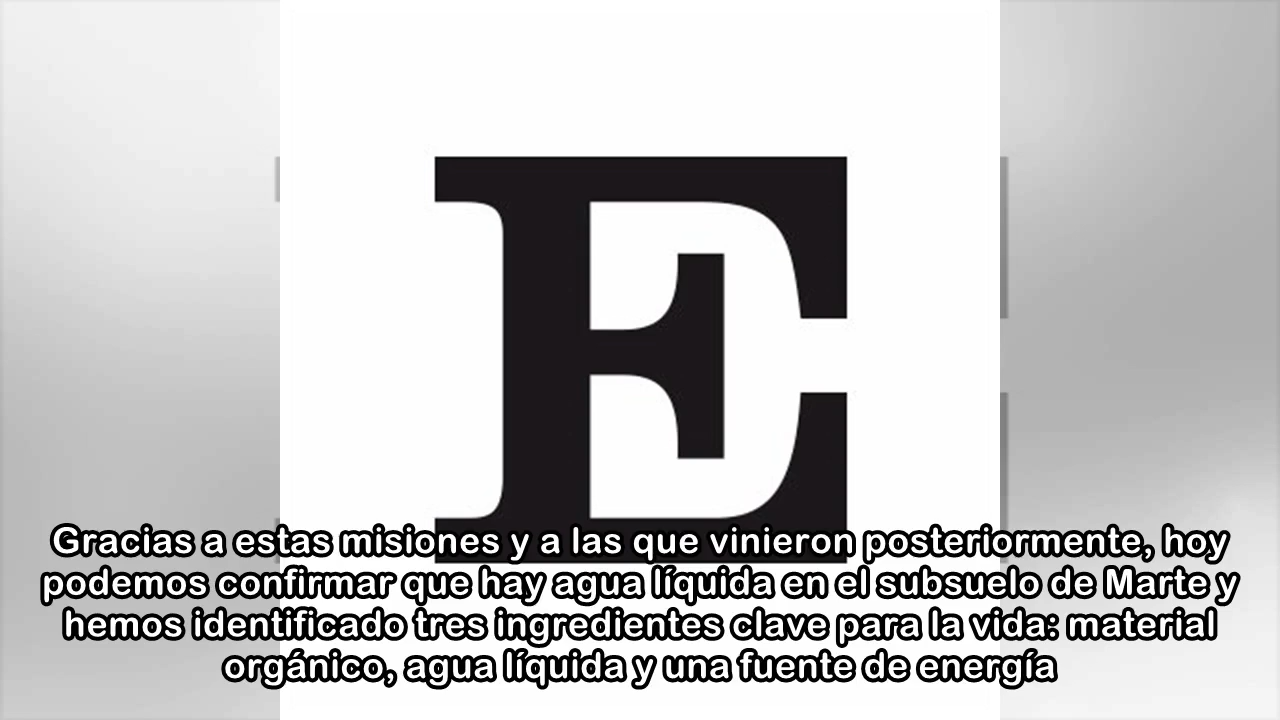 E
Gracias a estas misiones y a las que vinieron posteriormente, hoy
podemos confirmar que hay agua líquida en el subsuelo de Marte y
hemos identificado tres ingredientes clave para la vida: material
orgánico, agua líquida y una fuente de energía